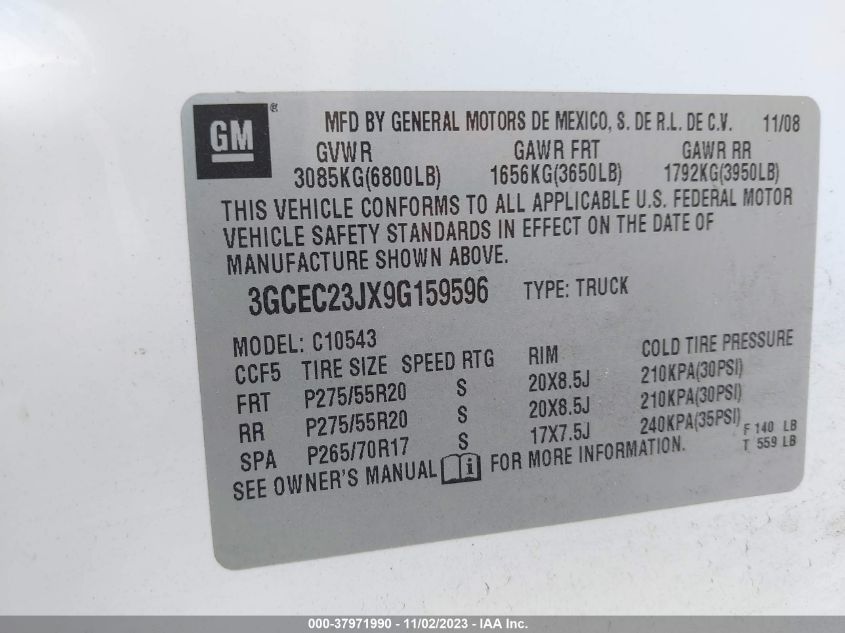 GM ® MFD BY GENERAL MOTORS DE MEXICO, S. DE R.L. DE C.V. 11/08
GVWR GAWR FRT GAWR RR
3085KG(6800LB) 1656KG(3650LB) 1792KG(3950LB)
THIS VEHICLE CONFORMS TO ALL APPLICABLE U.S. FEDERAL MOTOR
VEHICLE SAFETY STANDARDS IN EFFECT ON THE DATE OF
MANUFACTURE SHOWN ABOVE.
3GCEC23JX9G159596 TYPE: TRUCK
MODEL: C10543
CCF5 TIRE SIZE SPEED RTG RIM COLD TIRE PRESSURE
FRT P275/55R20 S 20X8.5J 210KPA(30PSI)
RR P275/55R20 S 20X8.5J 210KPA(30PSI)
SPA P265/70R17 S 17X7.5J 240KPA(35PSI) F 140 LB
T 559 LB
SEE OWNER'S MANUAL i FOR MORE INFORMATION.
000-37971990 - 11/02/2023 - IAA Inc.